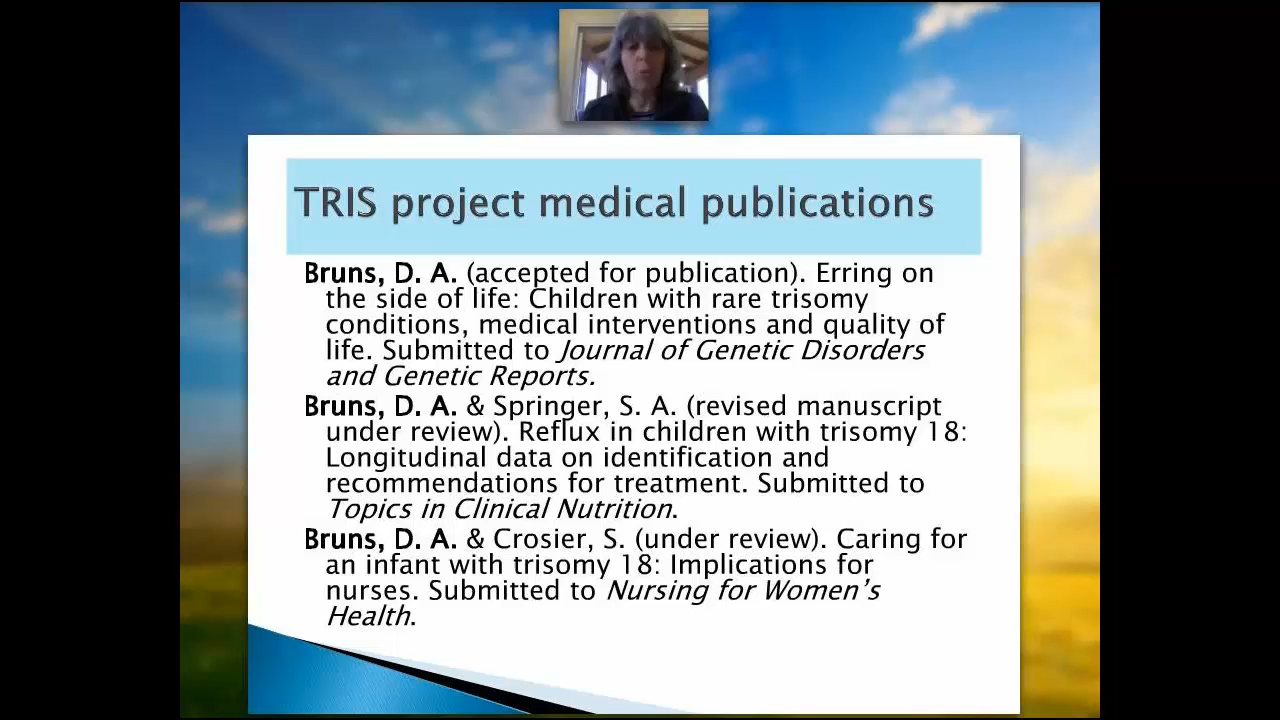 TRIS project medical publications
Bruns, D. A. (accepted for publication). Erring on
the side of life: Children with rare trisomy
conditions, medical interventions and quality of
life. Submitted to Journal of Genetic Disorders
and Genetic Reports.
Bruns, D. A. & Springer, S. A. (revised manuscript
under review). Reflux in children with trisomy 18:
Longitudinal data on identification and
recommendations for treatment. Submitted to
Topics in Clinical Nutrition.
Bruns, D. A. & Crosier, S. (under review). Caring for
an infant with trisomy 18: Implications for
nurses. Submitted to Nursing for Women’s
Health.